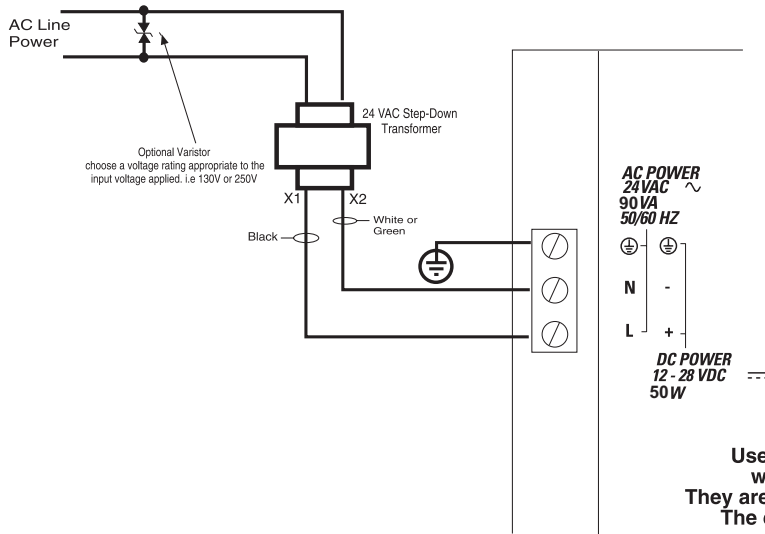 AC Line
Power
24 VAC Step-Down
Transformer
Optional Varistor
choose a voltage rating appropriate to the
input voltage applied. i.e 130V or 250V
X1
X2
White or
Green
Black
AC POWER
24VAC
90VA
50/60 HZ
N -
L +
DC POWER
12 - 28 VDC
50W
Use
w
They are
The